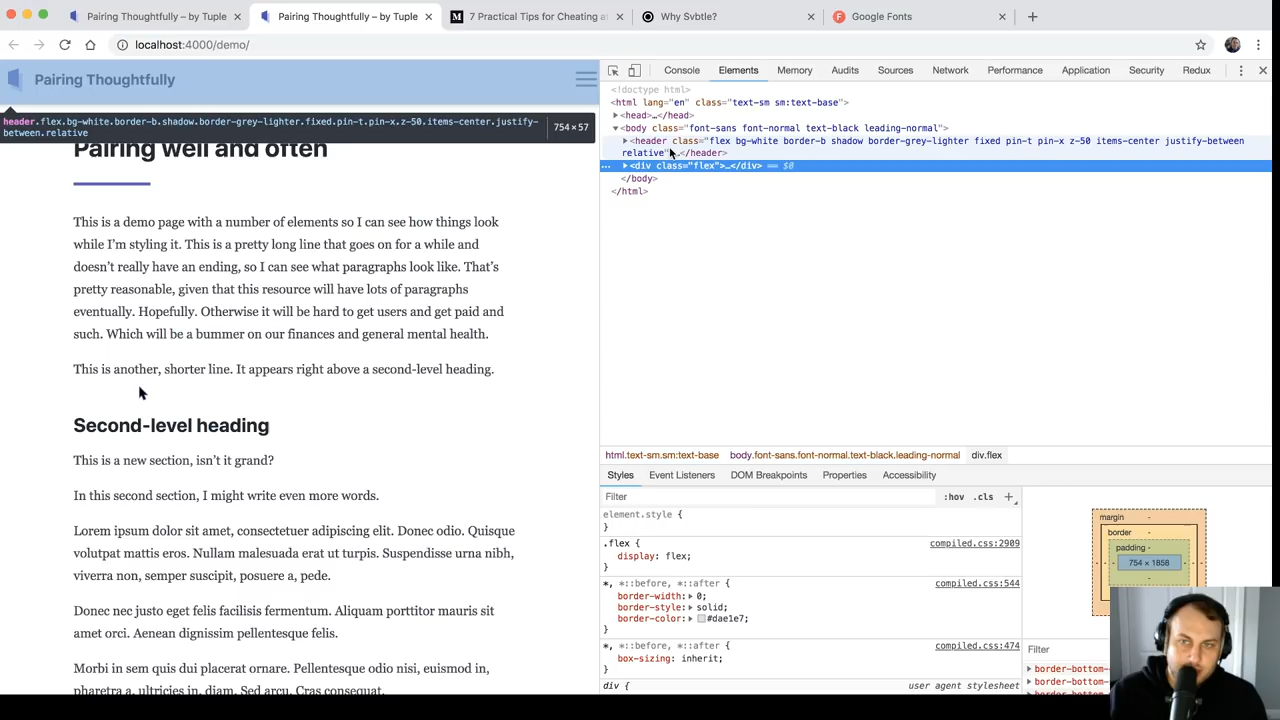 Pairing Thoughtfully – by Tuple
Pairing Thoughtfully – by Tuple
7 Practical Tips for Cheating at
Why Svbtle?
Google Fonts
localhost:4000/demo/
Pairing Thoughtfully
header.flex.bg-white.border-b.shadow.border-grey-lighter.fixed.pin-t.pin-x.z-50.items-center.justify-
between.relative
754 × 57
Pairing well and often
This is a demo page with a number of elements so I can see how things look
while I’m styling it. This is a pretty long line that goes on for a while and
doesn’t really have an ending, so I can see what paragraphs look like. That’s
pretty reasonable, given that this resource will have lots of paragraphs
eventually. Hopefully. Otherwise it will be hard to get users and get paid and
such. Which will be a bummer on our finances and general mental health.
This is another, shorter line. It appears right above a second-level heading.
Second-level heading
This is a new section, isn’t it grand?
In this second section, I might write even more words.
Lorem ipsum dolor sit amet, consectetuer adipiscing elit. Donec odio. Quisque
volutpat mattis eros. Nullam malesuada erat ut turpis. Suspendisse urna nibh,
viverra non, semper suscipit, posuere a, pede.
Donec nec justo eget felis facilisis fermentum. Aliquam porttitor mauris sit
amet orci. Aenean dignissim pellentesque felis.
Morbi in sem quis dui placerat ornare. Pellentesque odio nisi, euismod in,
pharetra a, ultricies in, diam. Sed arcu. Cras consequat.
Console Elements Memory Audits Sources Network Performance Application Security Redux
<!doctype html>
<html lang="en" class="text-sm sm:text-base">
<head>…</head>
<body class="font-sans font-normal text-black leading-normal">
<header class="flex bg-white border-b shadow border-grey-lighter fixed pin-t pin-x z-50 items-center justify-between
relative">…</header>
<div class="flex">…</div> == $0
</body>
</html>
html.text-sm.sm:text-base body.font-sans.font-normal.text-black.leading-normal div.flex
Styles Event Listeners DOM Breakpoints Properties Accessibility
Filter :hov .cls +
element.style {
}
.flex { compiled.css:2909
display: flex;
}
*, *::before, *::after { compiled.css:544
border-width: 0;
border-style: solid;
border-color: #dae1e7;
}
*, *::before, *::after { compiled.css:474
box-sizing: inherit;
}
div { user agent stylesheet
margin -
border -
padding -
754 × 1858
Filter
border-bottom-
border-bottom-